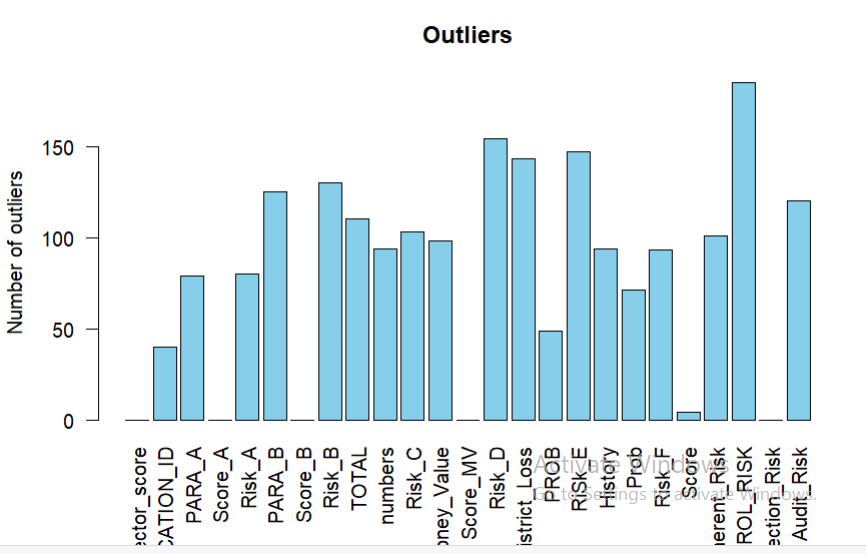 Outliers
Number of outliers
150
100
50
0
ector_score
CATION_ID
PARA_A
Score_A
Risk_A
PARA_B
Score_B
Risk_B
TOTAL
numbers
Risk_C
oney_Value
Score_MV
Risk_D
istrict_Loss
PROB
RiSk_E
History
Prob
Risk_F
Score
herent_Risk
ROL_RISK
ection_Risk
Audit_Risk
Activate Windows
Go to Settings to activate Windows.